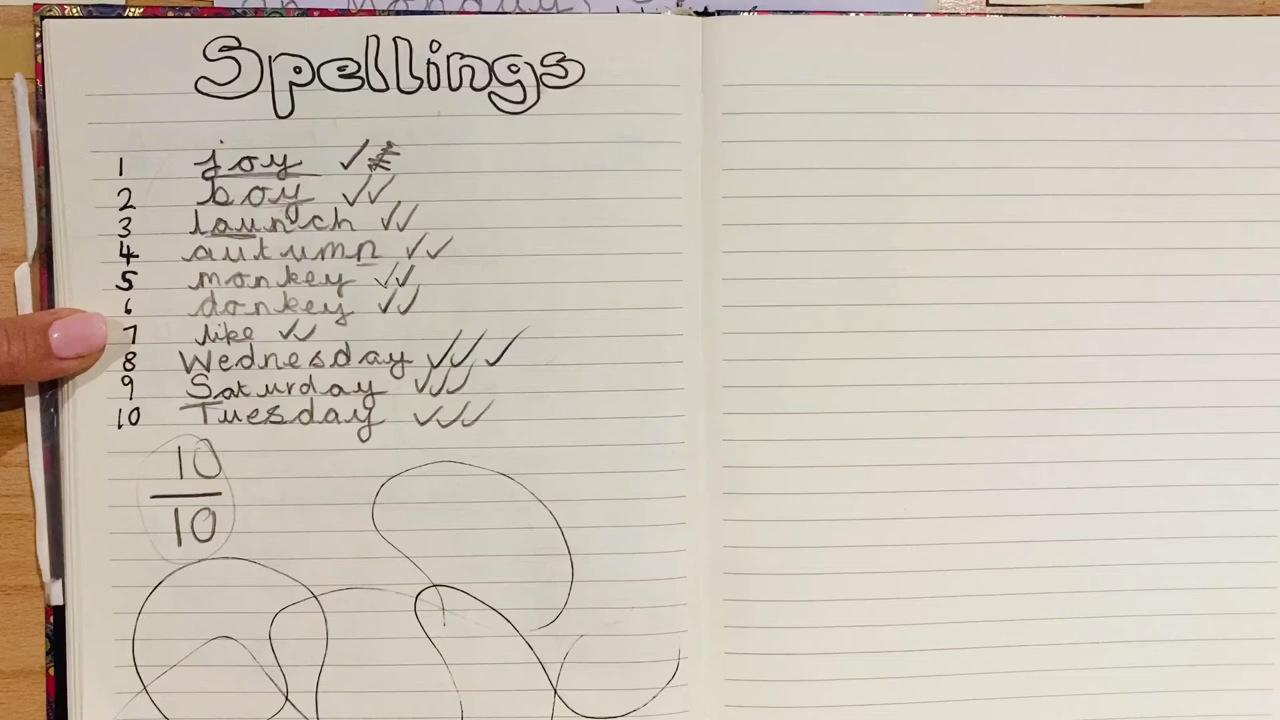 Spellings
1 joy
2 boy
3 launch
4 autumn
5 monkey
6 donkey
7 like
8 Wednesday
9 Saturday
10 Tuesday
10
10